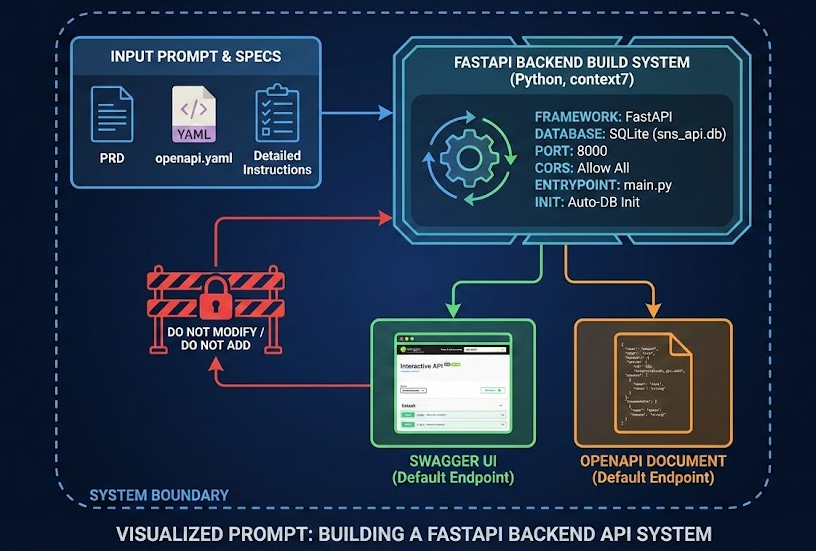 INPUT PROMPT & SPECS
PRD
</>
YAML
openapi.yaml
Detailed
Instructions
FASTAPI BACKEND BUILD SYSTEM
(Python, context7)
FRAMEWORK: FastAPI
DATABASE: SQLite (sns_api.db)
PORT: 8000
CORS: Allow All
ENTRYPOINT: main.py
INIT: Auto-DB Init
DO NOT MODIFY /
DO NOT ADD
Interactive API
Default
SWAGGER UI
(Default Endpoint)
OPENAPI DOCUMENT
(Default Endpoint)
SYSTEM BOUNDARY
VISUALIZED PROMPT: BUILDING A FASTAPI BACKEND API SYSTEM